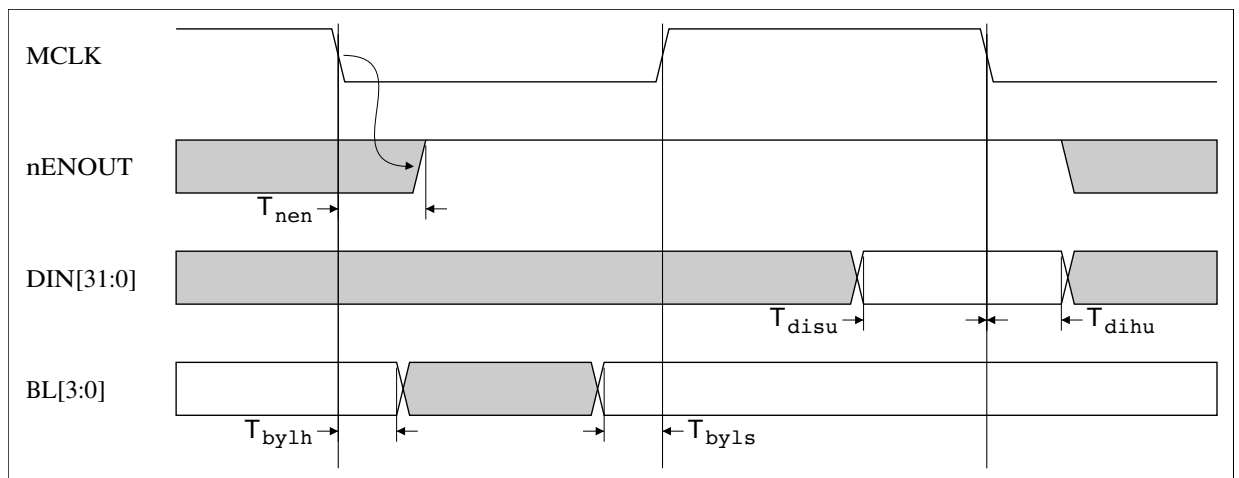 MCLK
nENOUT
Tnen
DIN[31:0]
Tdisu
Tdihu
BL[3:0]
Tbylh
Tbyls